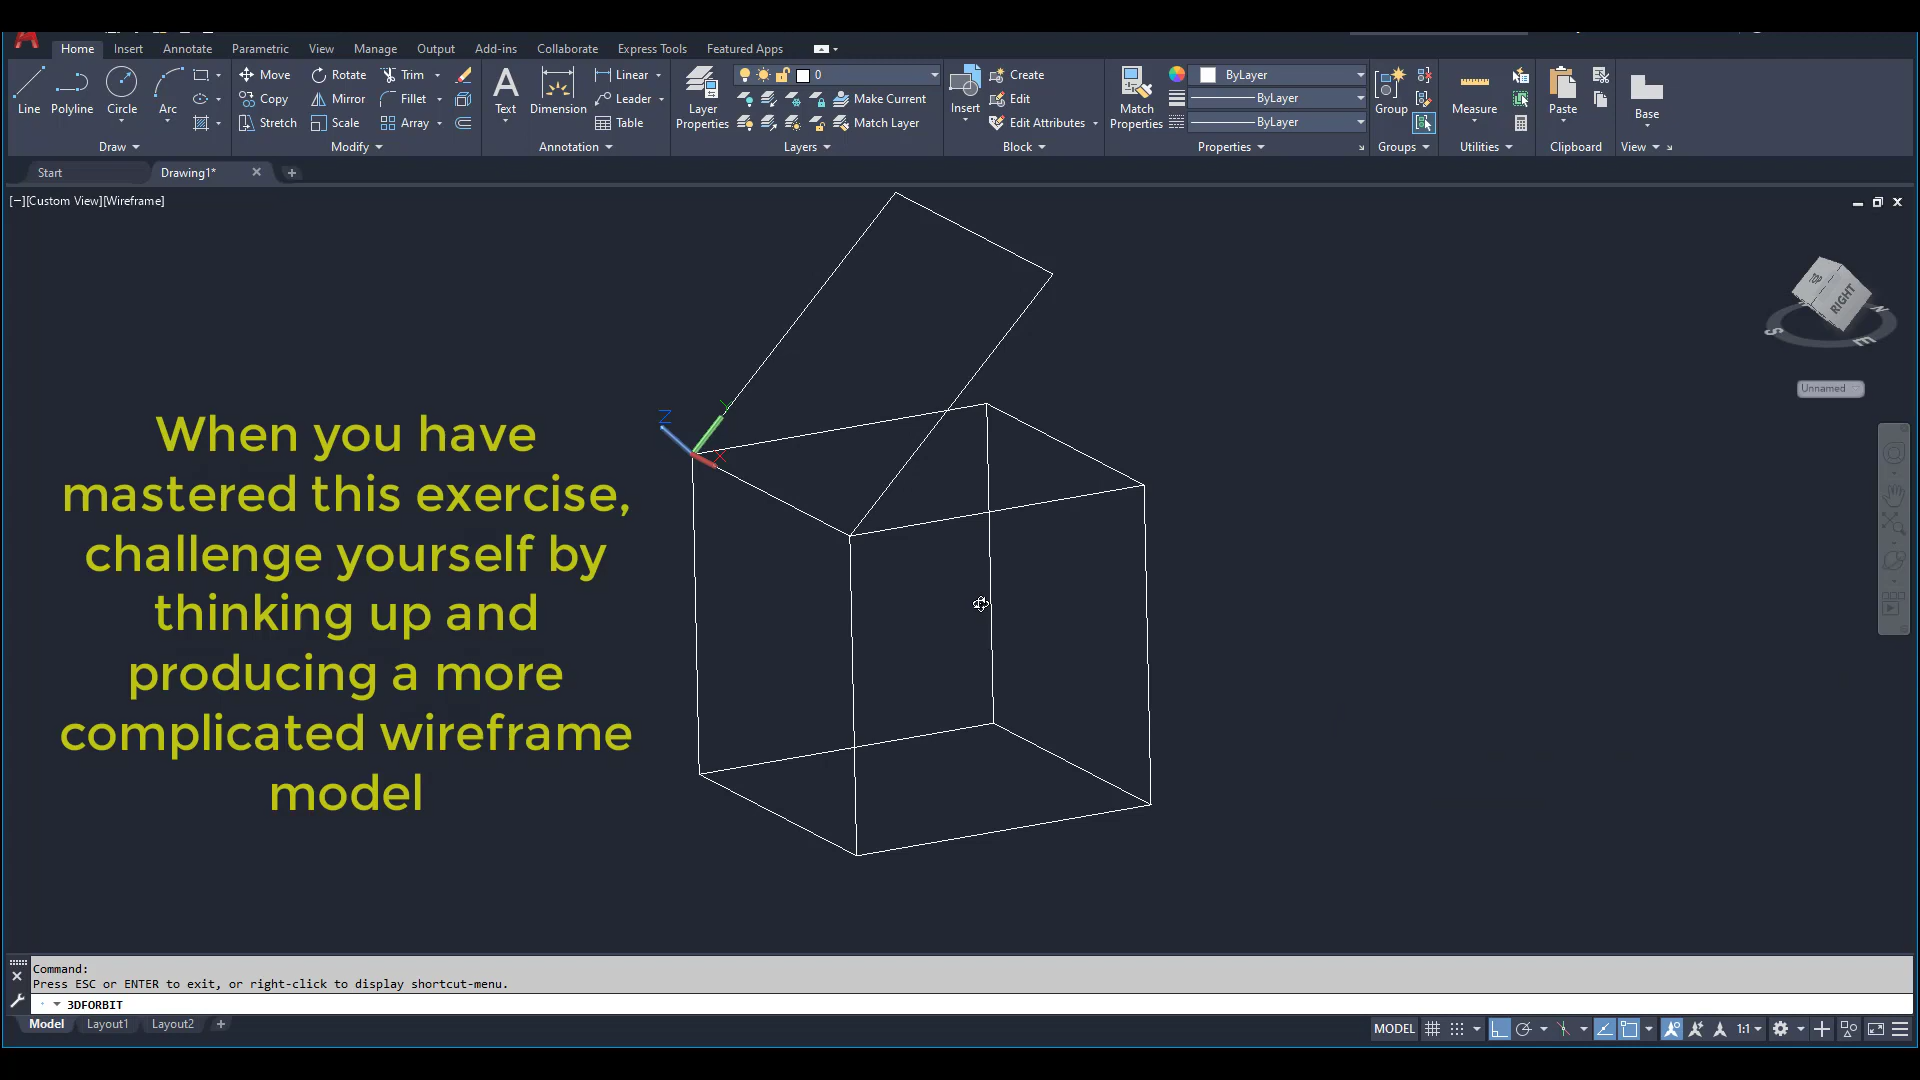 Home Insert Annotate Parametric View Manage Output Add-ins Collaborate Express Tools Featured Apps
Line Polyline Circle Arc
Move Rotate Trim
Copy Mirror Fillet
Stretch Scale Array
Text Dimension
Linear
Leader
Table
Layer Properties
0
Make Current
Match Layer
Insert
Create
Edit
Edit Attributes
Match Properties
ByLayer
ByLayer
ByLayer
Group
Measure
Paste
Base
Draw Modify Annotation Layers Block Properties Groups Utilities Clipboard View
Start Drawing1*
[−][Custom View][Wireframe]
TOP
RIGHT
S
N
E
Unnamed
Z
Y
X
When you have
mastered this exercise,
challenge yourself by
thinking up and
producing a more
complicated wireframe
model
Command:
Press ESC or ENTER to exit, or right-click to display shortcut-menu.
3DFORBIT
Model Layout1 Layout2
MODEL 1:1